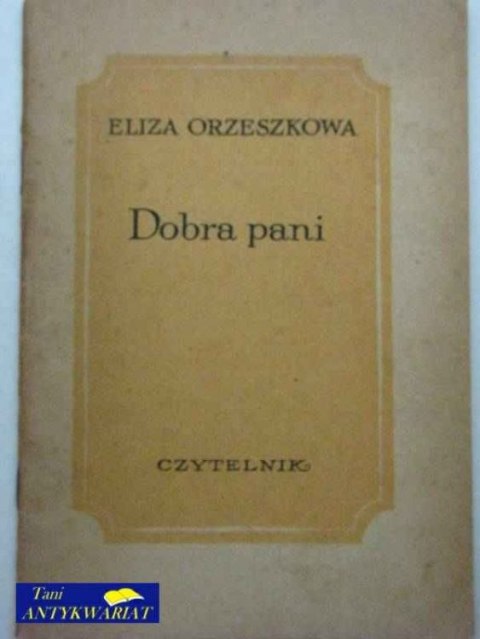 ELIZA ORZESZKOWA
Dobra pani
CZYTELNIK
Tani
ANTYKWARIAT